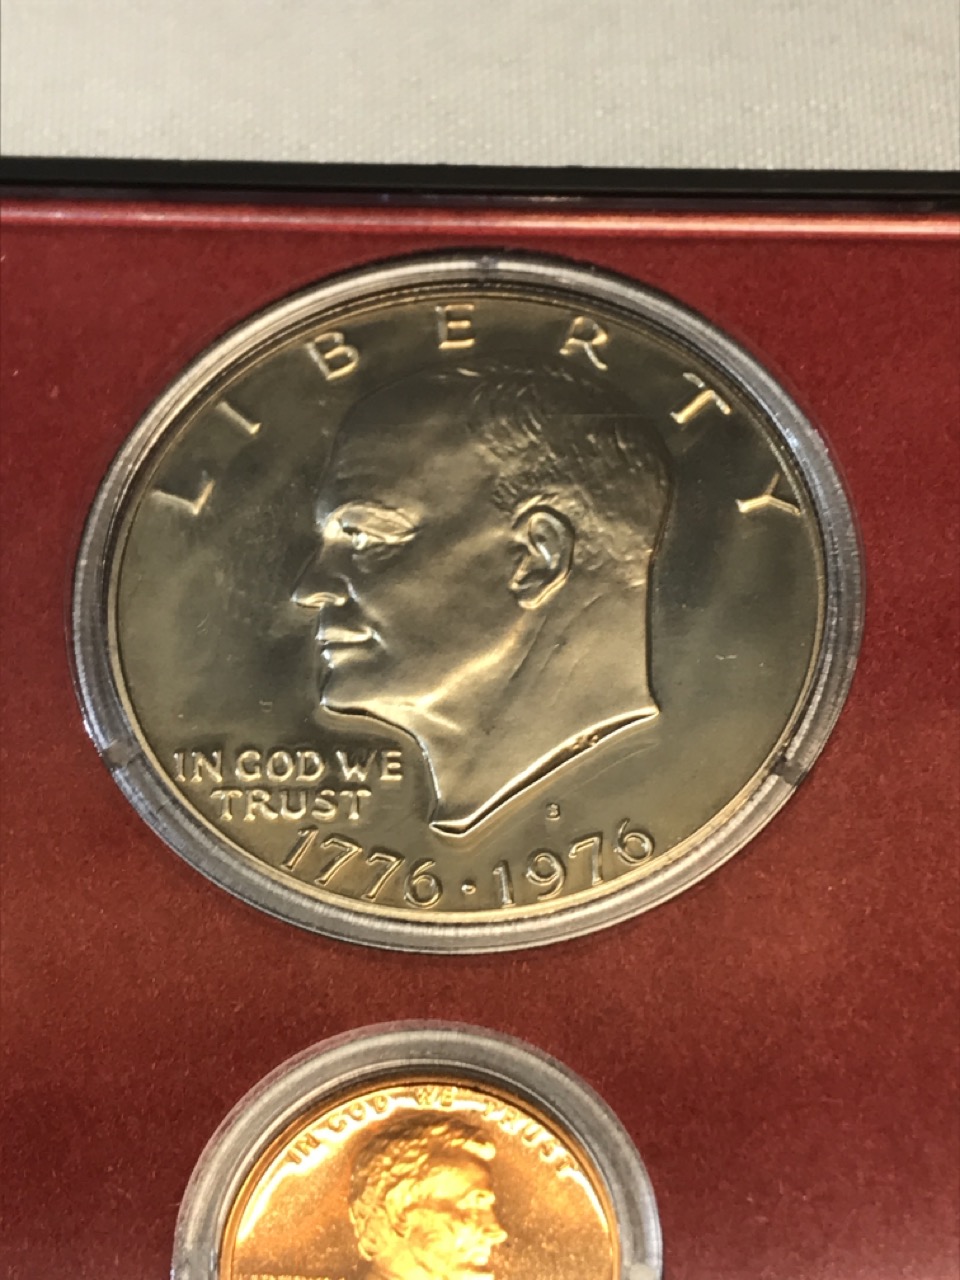 LIBERTY
IN GOD WE
TRUST
S
1776 · 1976
IN GOD WE TRUST